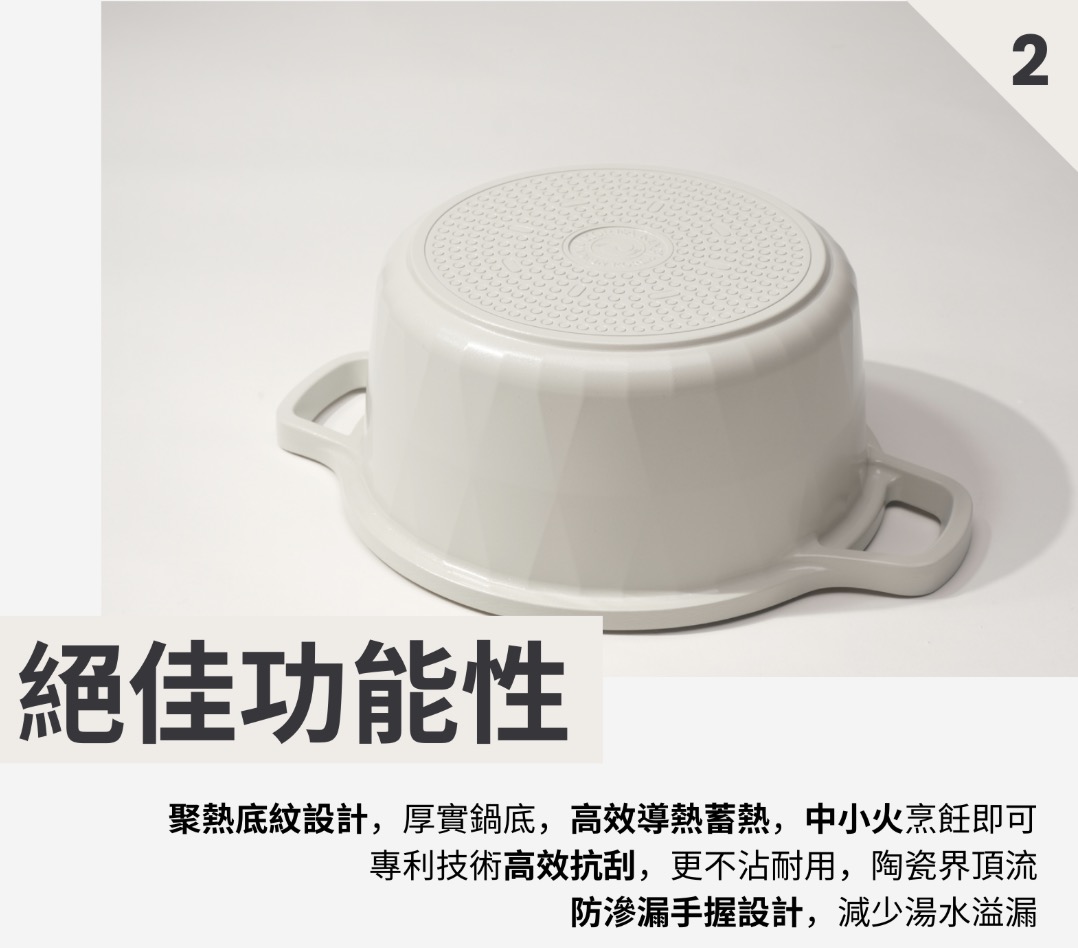 2
絕佳功能性
聚熱底紋設計，厚實鍋底，高效導熱蓄熱，中小火烹飪即可
專利技術高效抗刮，更不沾耐用，陶瓷界頂流
防滲漏手握設計，減少湯水溢漏